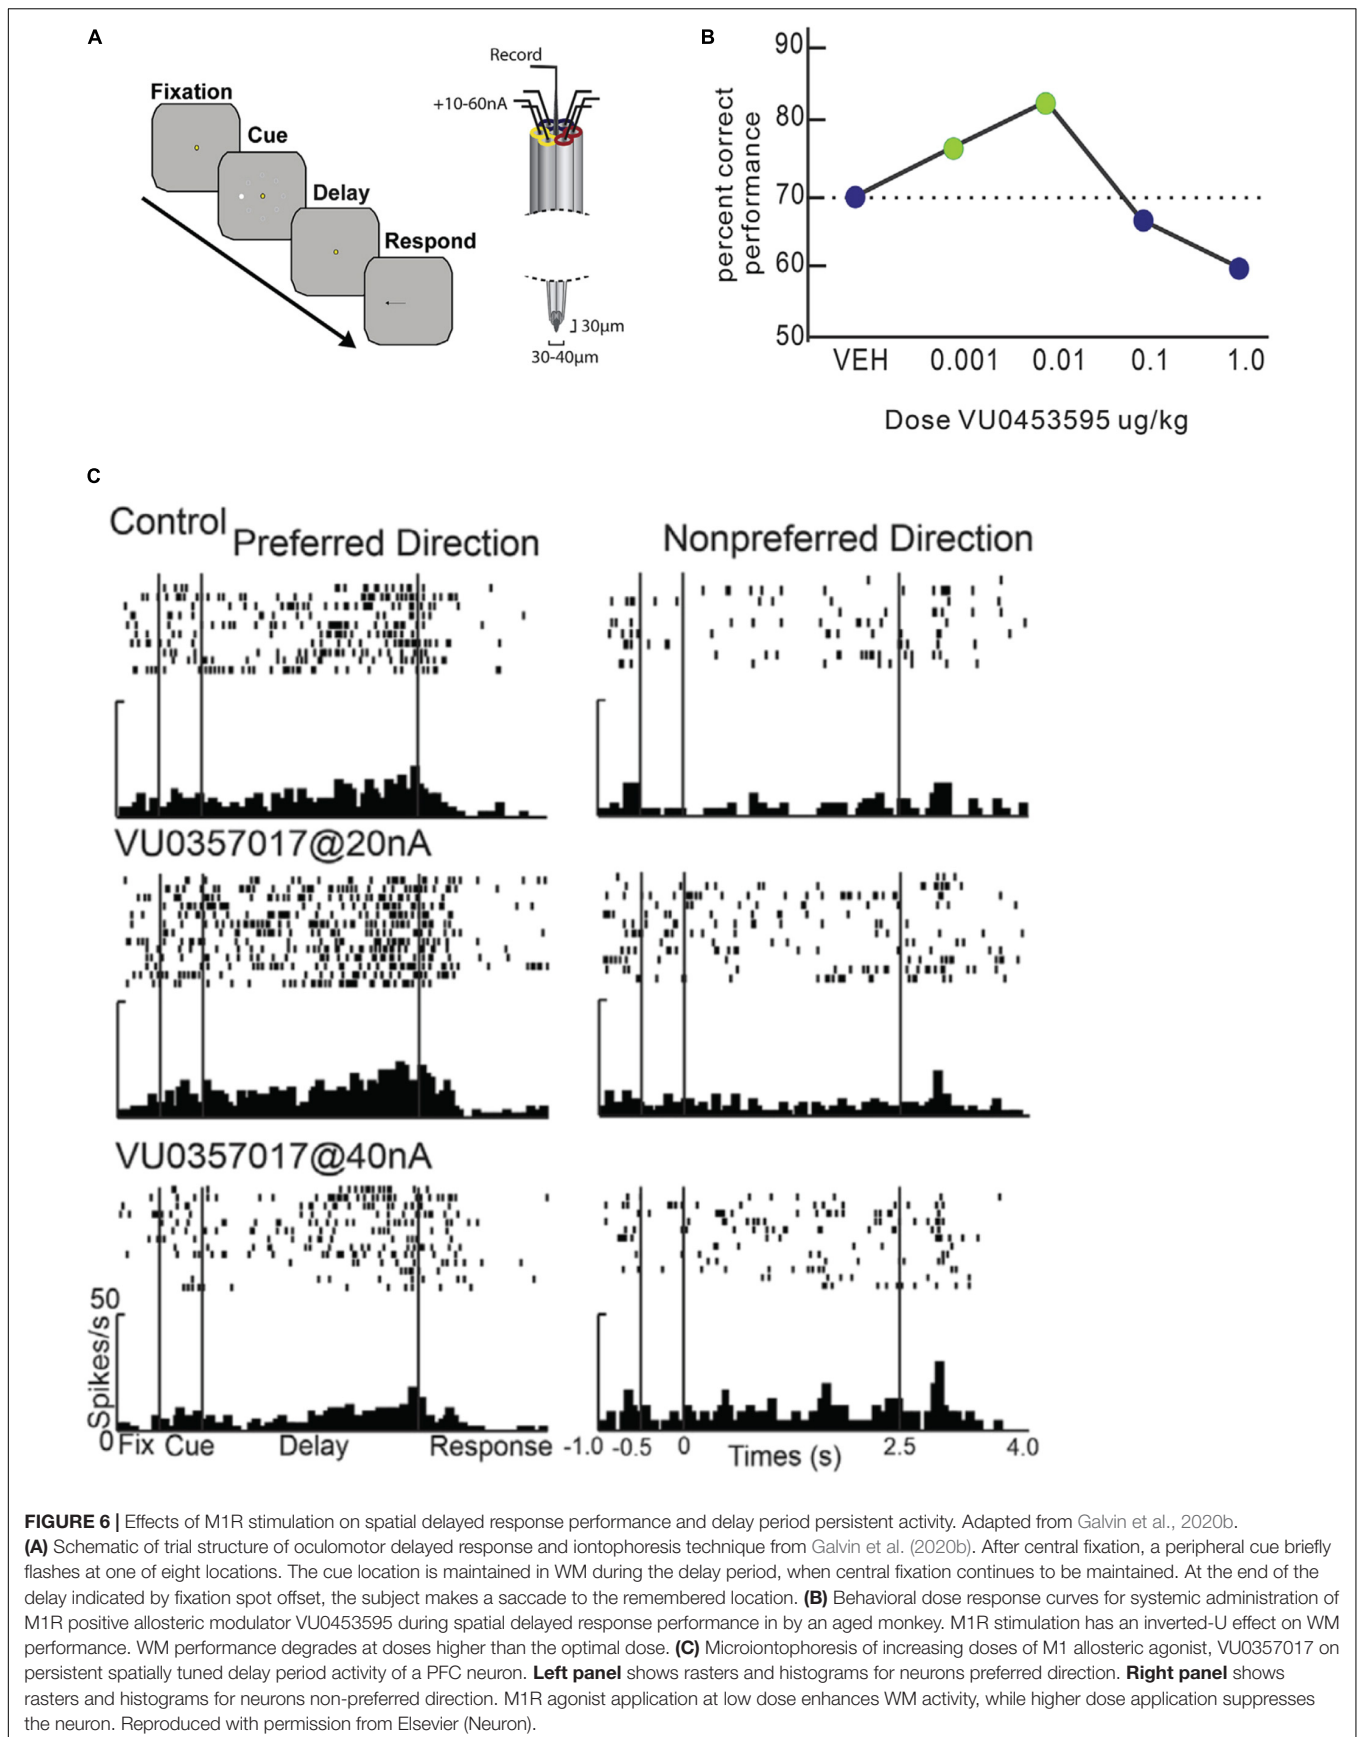 A
Fixation
Cue
Delay
Respond
Record
+10-60nA
30µm
30-40µm
B
percent correct
performance
90
80
70
60
50
VEH 0.001 0.01 0.1 1.0
Dose VU0453595 ug/kg
C
Control
Preferred Direction
Nonpreferred Direction
VU0357017@20nA
VU0357017@40nA
50
Spikes/s
0
Fix Cue Delay Response
-1.0 -0.5 0 2.5 4.0
Times (s)
FIGURE 6 | Effects of M1R stimulation on spatial delayed response performance and delay period persistent activity. Adapted from Galvin et al., 2020b.
(A) Schematic of trial structure of oculomotor delayed response and iontophoresis technique from Galvin et al. (2020b). After central fixation, a peripheral cue briefly
flashes at one of eight locations. The cue location is maintained in WM during the delay period, when central fixation continues to be maintained. At the end of the
delay indicated by fixation spot offset, the subject makes a saccade to the remembered location. (B) Behavioral dose response curves for systemic administration of
M1R positive allosteric modulator VU0453595 during spatial delayed response performance in by an aged monkey. M1R stimulation has an inverted-U effect on WM
performance. WM performance degrades at doses higher than the optimal dose. (C) Microiontophoresis of increasing doses of M1 allosteric agonist, VU0357017 on
persistent spatially tuned delay period activity of a PFC neuron. Left panel shows rasters and histograms for neurons preferred direction. Right panel shows
rasters and histograms for neurons non-preferred direction. M1R agonist application at low dose enhances WM activity, while higher dose application suppresses
the neuron. Reproduced with permission from Elsevier (Neuron).